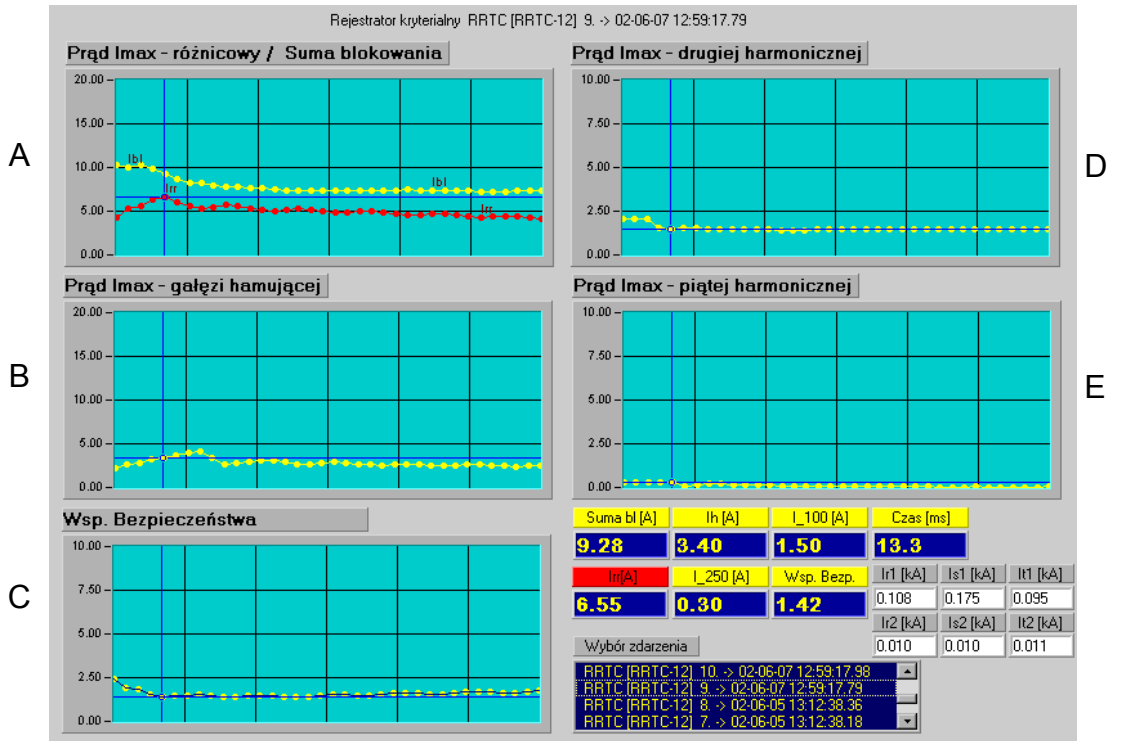 Rejestrator kryterialny RRTC [RRTC-12] 9. -> 02-06-07 12:59:17.79
A
Prąd Imax - różnicowy / Suma blokowania
20.00
15.00
10.00
5.00
0.00
Ibl
Irr
Ibl
Irr
Prąd Imax - drugiej harmonicznej
10.00
7.50
5.00
2.50
0.00
D
B
Prąd Imax - gałęzi hamującej
20.00
15.00
10.00
5.00
0.00
Prąd Imax - piątej harmonicznej
10.00
7.50
5.00
2.50
0.00
E
C
Wsp. Bezpieczeństwa
10.00
7.50
5.00
2.50
0.00
Suma bl [A] Ih [A] I_100 [A] Czas [ms]
9.28 3.40 1.50 13.3
Irr[A] I_250 [A] Wsp. Bezp.
6.55 0.30 1.42
Ir1 [kA] Is1 [kA] It1 [kA]
0.108 0.175 0.095
Ir2 [kA] Is2 [kA] It2 [kA]
0.010 0.010 0.011
Wybór zdarzenia
RRTC [RRTC-12] 10. -> 02-06-07 12:59:17.98
RRTC [RRTC-12] 9. -> 02-06-07 12:59:17.79
RRTC [RRTC-12] 8. -> 02-06-05 13:12:38.36
RRTC [RRTC-12] 7. -> 02-06-05 13:12:38.18